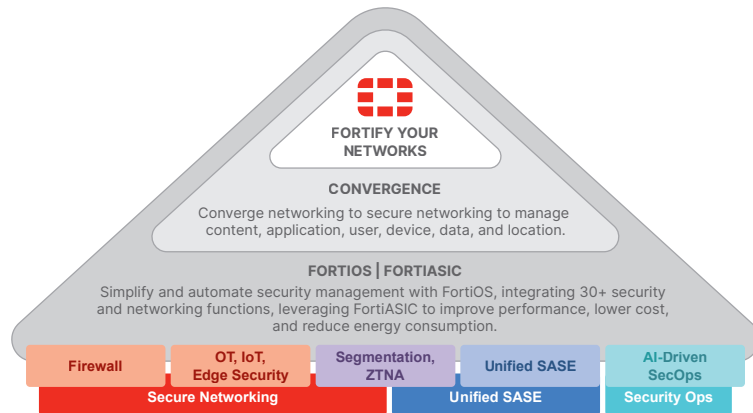 FORTIFY YOUR
NETWORKS
CONVERGENCE
Converge networking to secure networking to manage
content, application, user, device, data, and location.
FORTIOS | FORTIASIC
Simplify and automate security management with FortiOS, integrating 30+ security
and networking functions, leveraging FortiASIC to improve performance, lower cost,
and reduce energy consumption.
Firewall
OT, IoT,
Edge Security
Segmentation,
ZTNA
Unified SASE
AI-Driven
SecOps
Secure Networking
Unified SASE
Security Ops